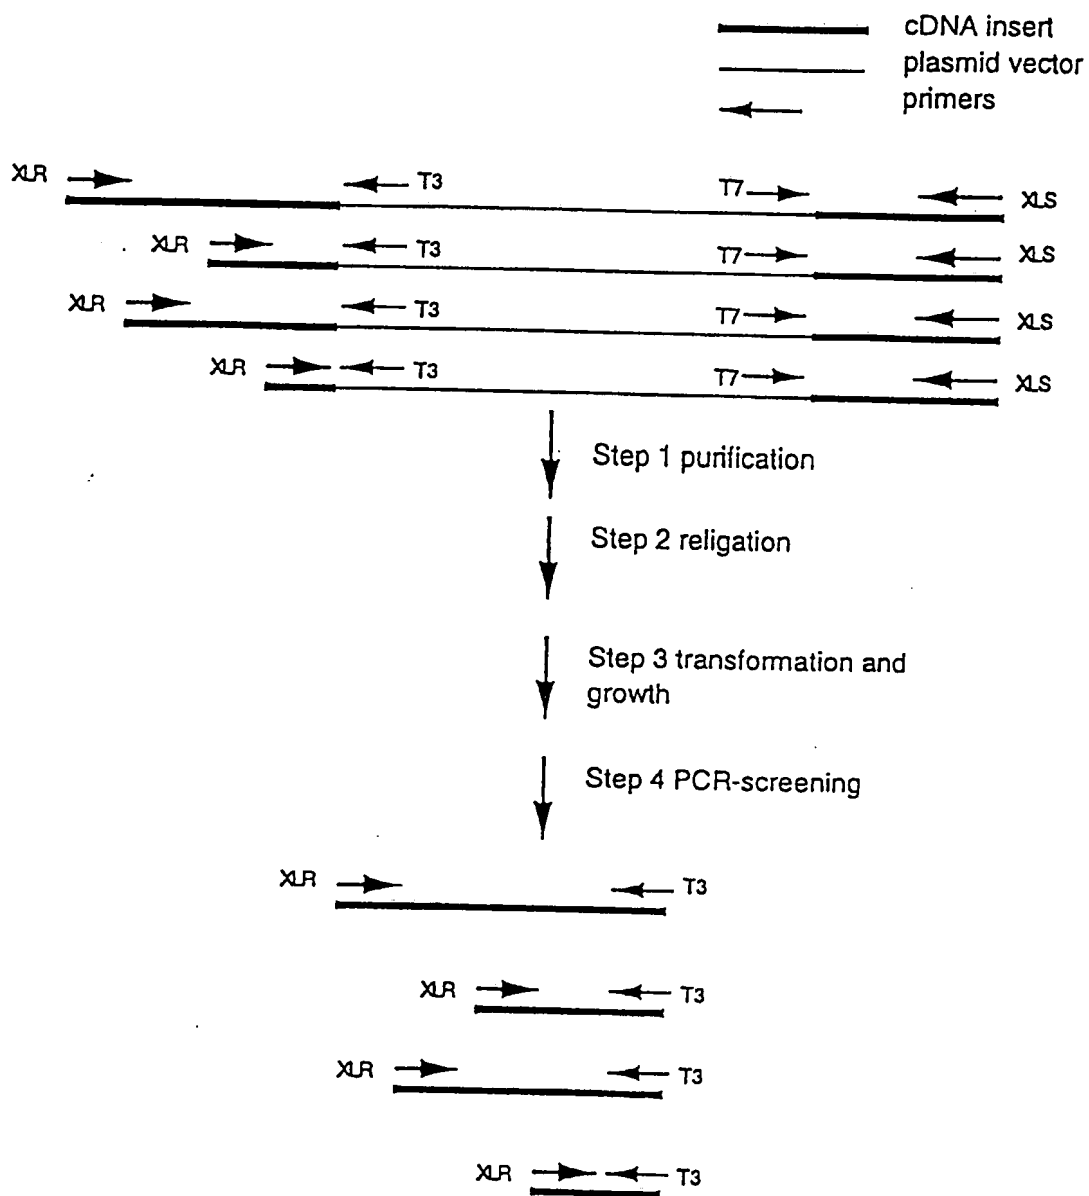 cDNA insert
plasmid vector
primers
XLR T3 T7 XLS
XLR T3 T7 XLS
XLR T3 T7 XLS
XLR T3 T7 XLS
Step 1 purification
Step 2 religation
Step 3 transformation and
growth
Step 4 PCR-screening
XLR T3
XLR T3
XLR T3
XLR T3